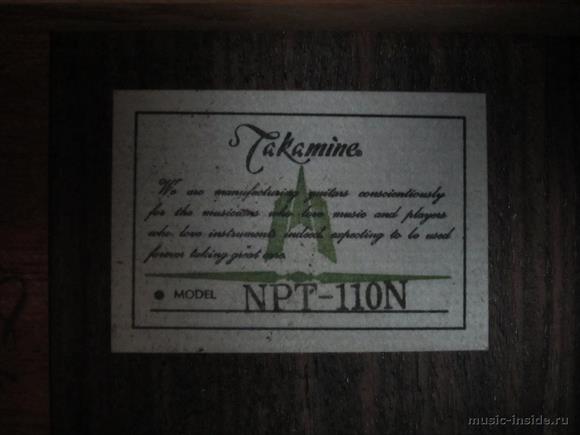 Takamine®
We are manufacturing guitars conscientiously
for the musicians who love music and players
who love instruments indeed, expecting to be used
forever taking great care.
● MODEL NPT-110N
music-inside.ru